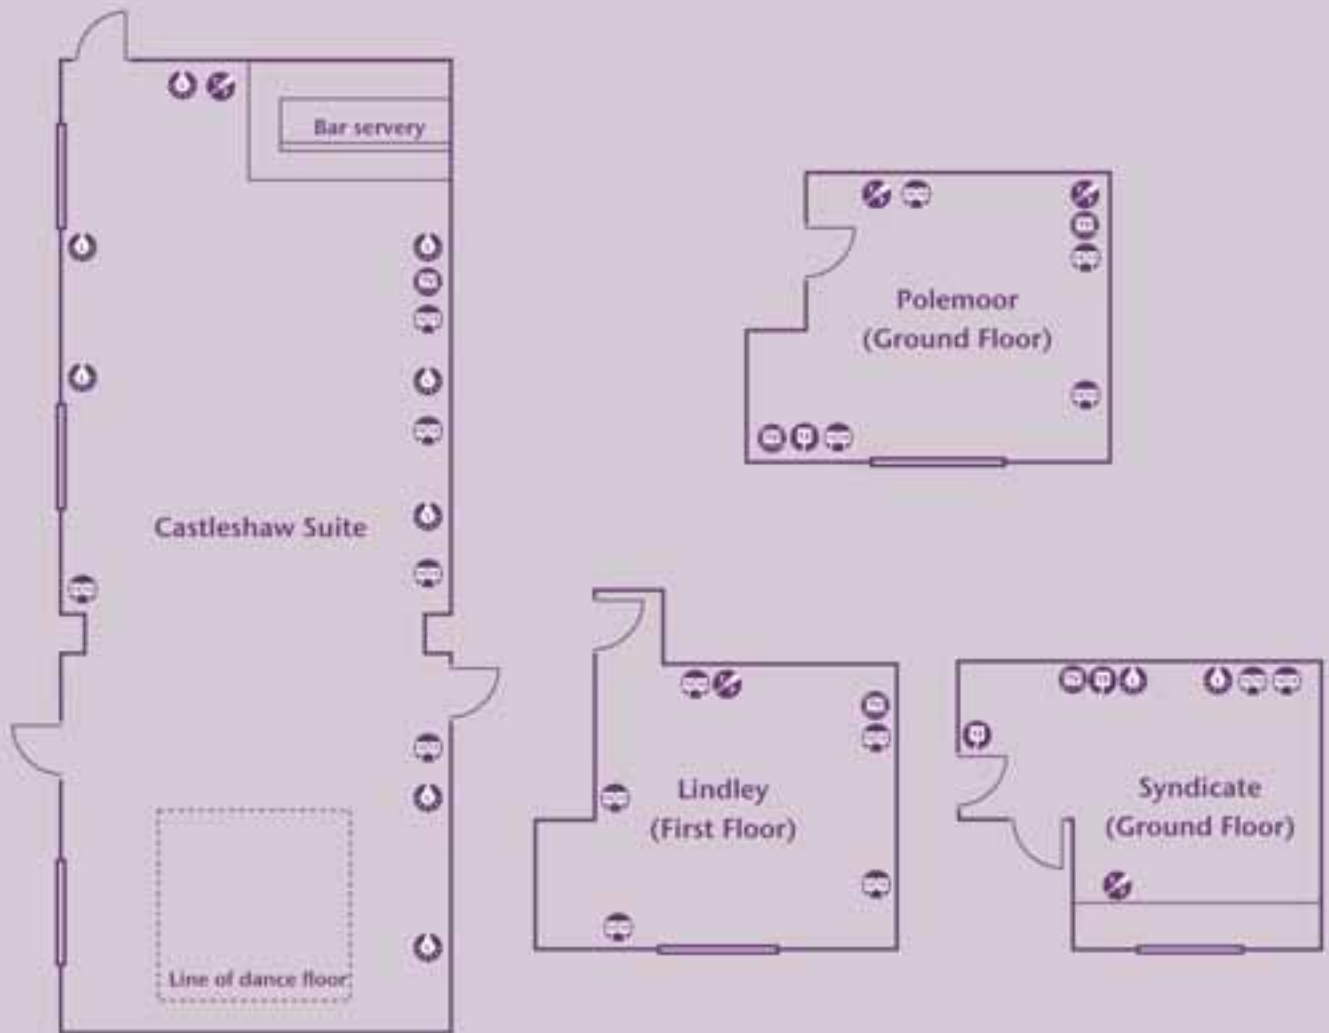 Bar servery
Castleshaw Suite
Line of dance floor
Polemoor
(Ground Floor)
Lindley
(First Floor)
Syndicate
(Ground Floor)